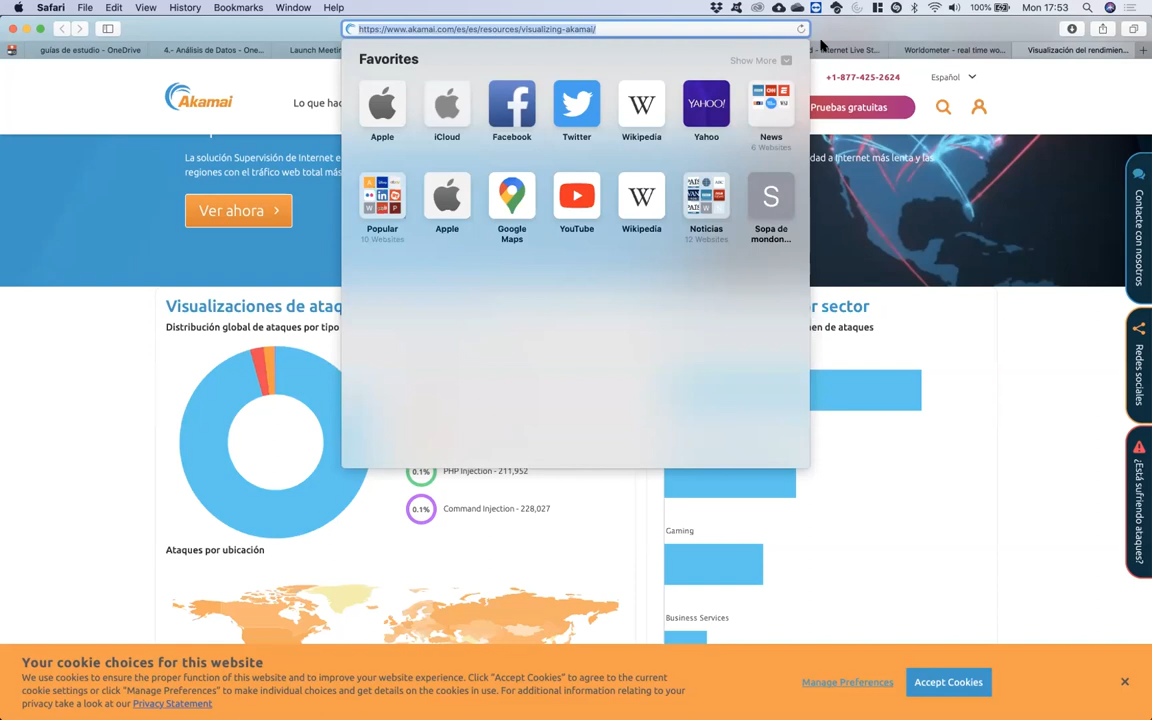 Safari File Edit View History Bookmarks Window Help 100% Mon 17:53
https://www.akamai.com/es/es/resources/visualizing-akamai/
guías de estudio - OneDrive
4.- Análisis de Datos - One...
Launch Meeti
d - Internet Live St...
Worldometer - real time wo...
Visualización del rendimien...
Favorites
Show More
Apple
iCloud
Facebook
Twitter
Wikipedia
Yahoo
News
6 Websites
Popular
10 Websites
Apple
Google
Maps
YouTube
Wikipedia
Noticias
12 Websites
Sopa de
mondon...
W
YAHOO!
W
S
Akamai
Lo que hac
+1-877-425-2624
Español
Pruebas gratuitas
La solución Supervisión de Internet e
regiones con el tráfico web total más
dad a Internet más lenta y las
Ver ahora
Contacte con nosotros
Redes sociales
¿Está sufriendo ataques?
Visualizaciones de ataq
Distribución global de ataques por tipo
0.1% PHP Injection - 211,952
0.1% Command Injection - 228,027
Ataques por ubicación
r sector
en de ataques
Gaming
Business Services
Your cookie choices for this website
We use cookies to ensure the proper function of this website and to improve your website experience. Click "Accept Cookies" to agree to the current
cookie settings or click "Manage Preferences" to make individual choices and get details on the cookies in use. For additional information relating to your
privacy take a look at our Privacy Statement
Manage Preferences
Accept Cookies